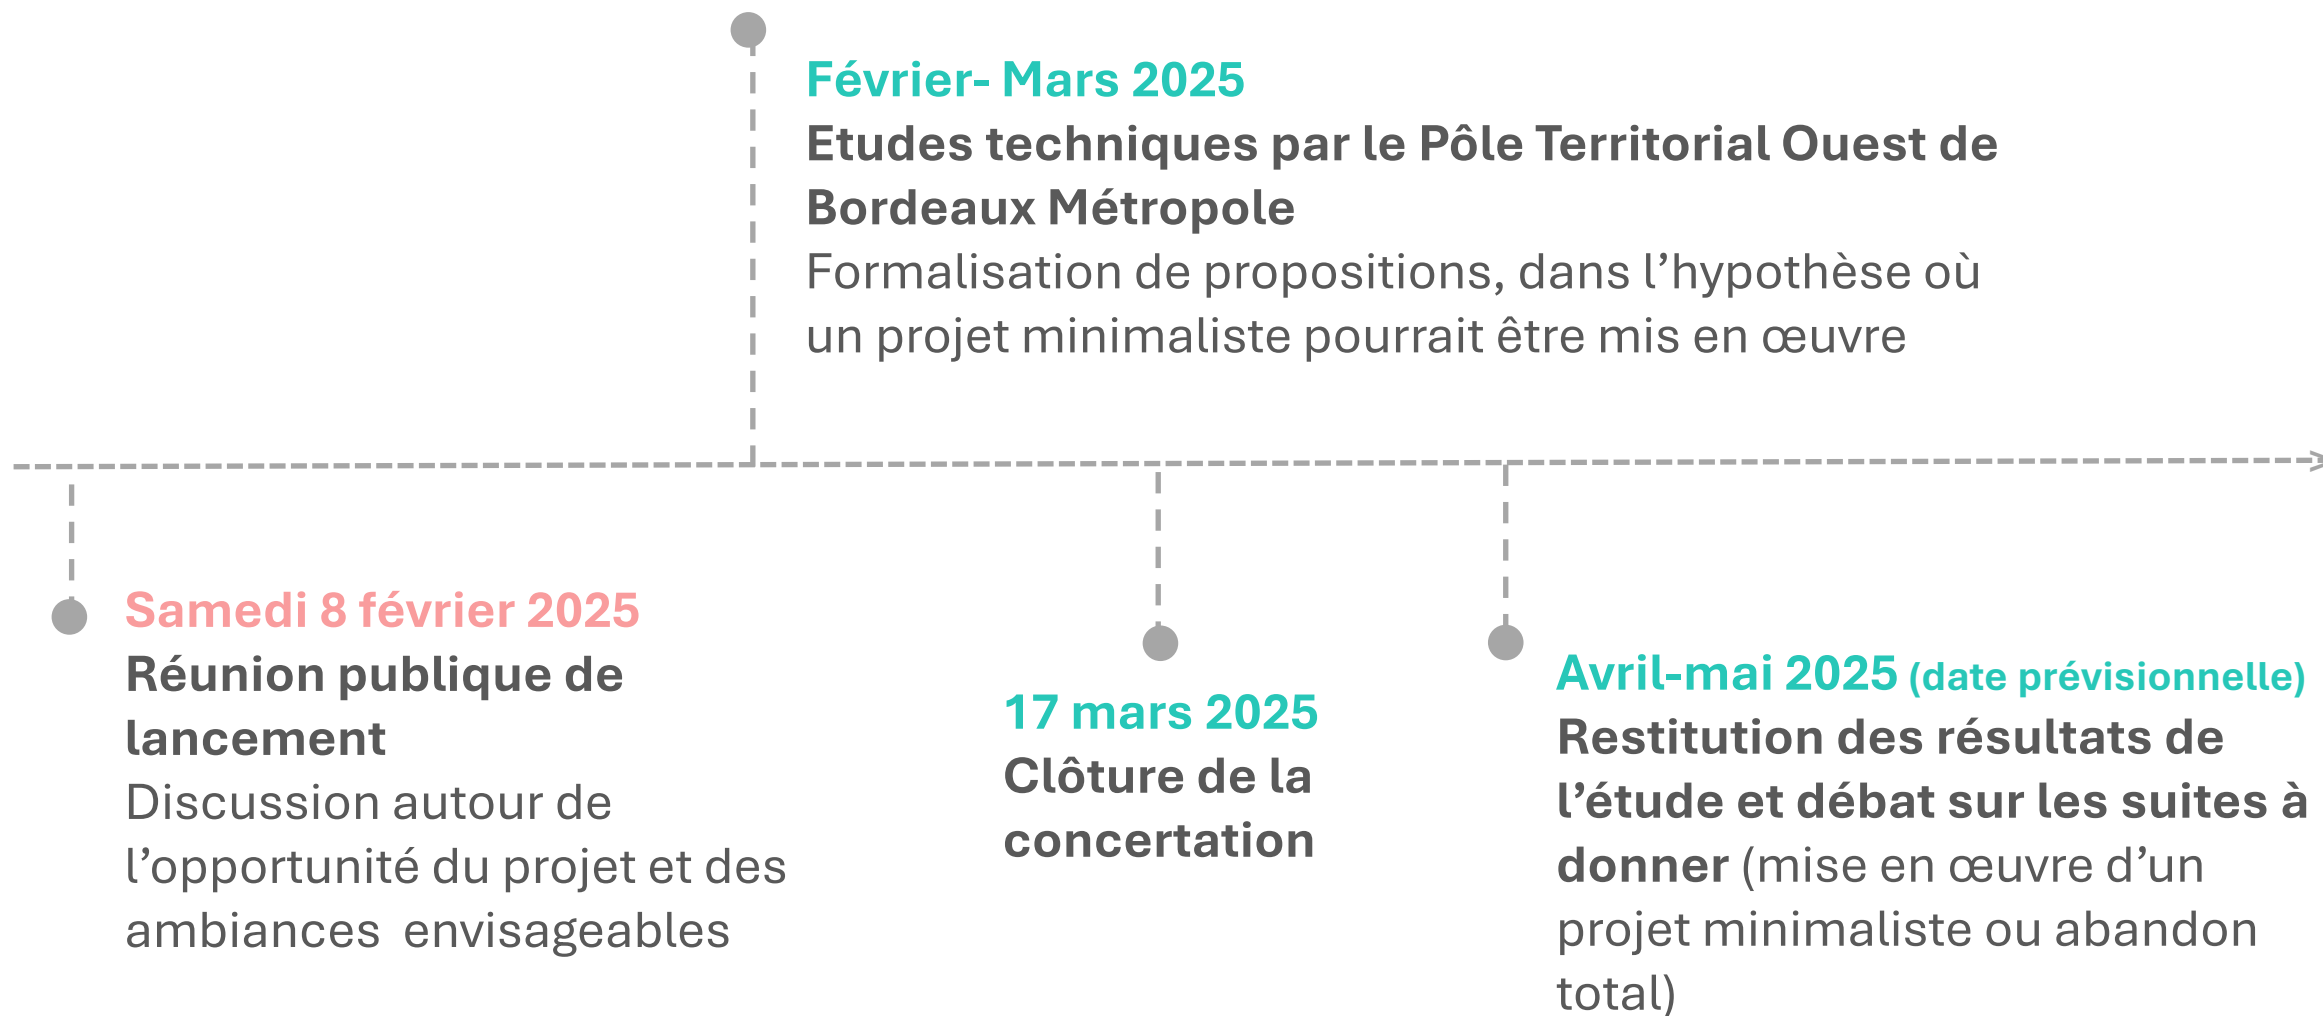 Février- Mars 2025
Etudes techniques par le Pôle Territorial Ouest de
Bordeaux Métropole
Formalisation de propositions, dans l’hypothèse où
un projet minimaliste pourrait être mis en œuvre
Samedi 8 février 2025
Réunion publique de
lancement
Discussion autour de
l’opportunité du projet et des
ambiances  envisageables
17 mars 2025
Clôture de la
concertation
Avril-mai 2025 (date prévisionnelle)
Restitution des résultats de
l’étude et débat sur les suites à
donner (mise en œuvre d’un
projet minimaliste ou abandon
total)